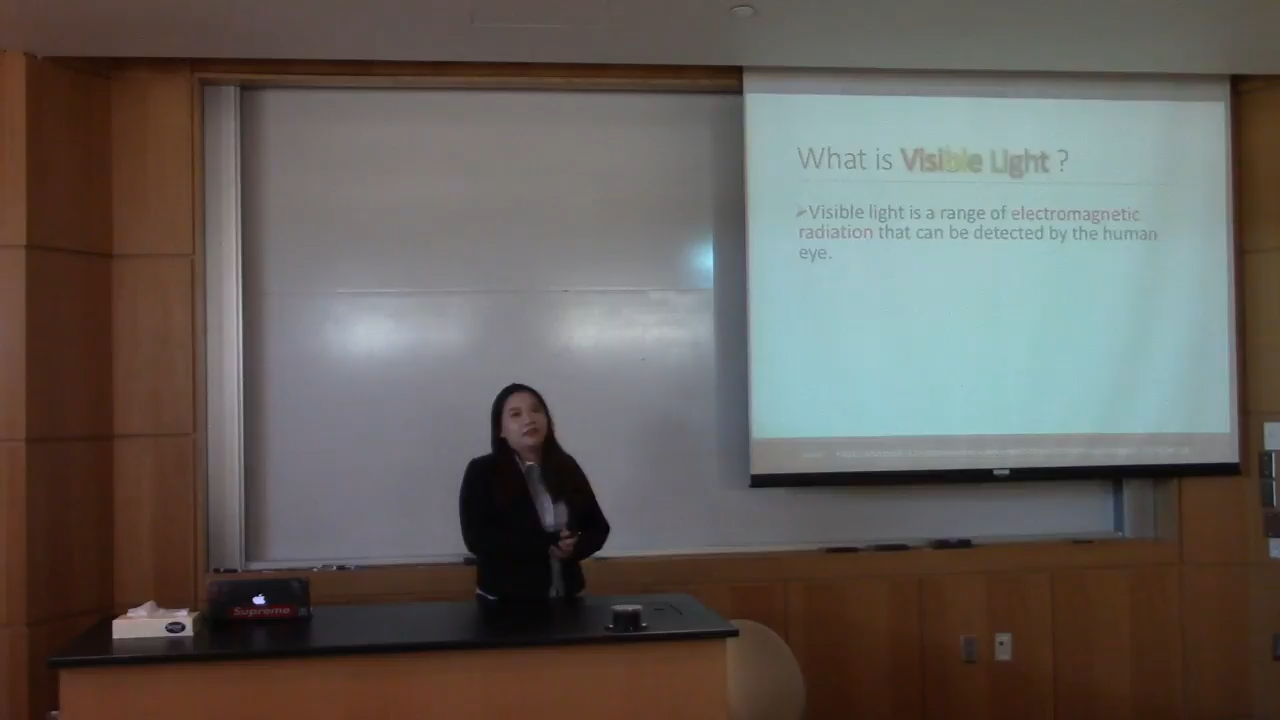 What is Visible Light ?
➢Visible light is a range of electromagnetic
radiation that can be detected by the human
eye.
Supreme